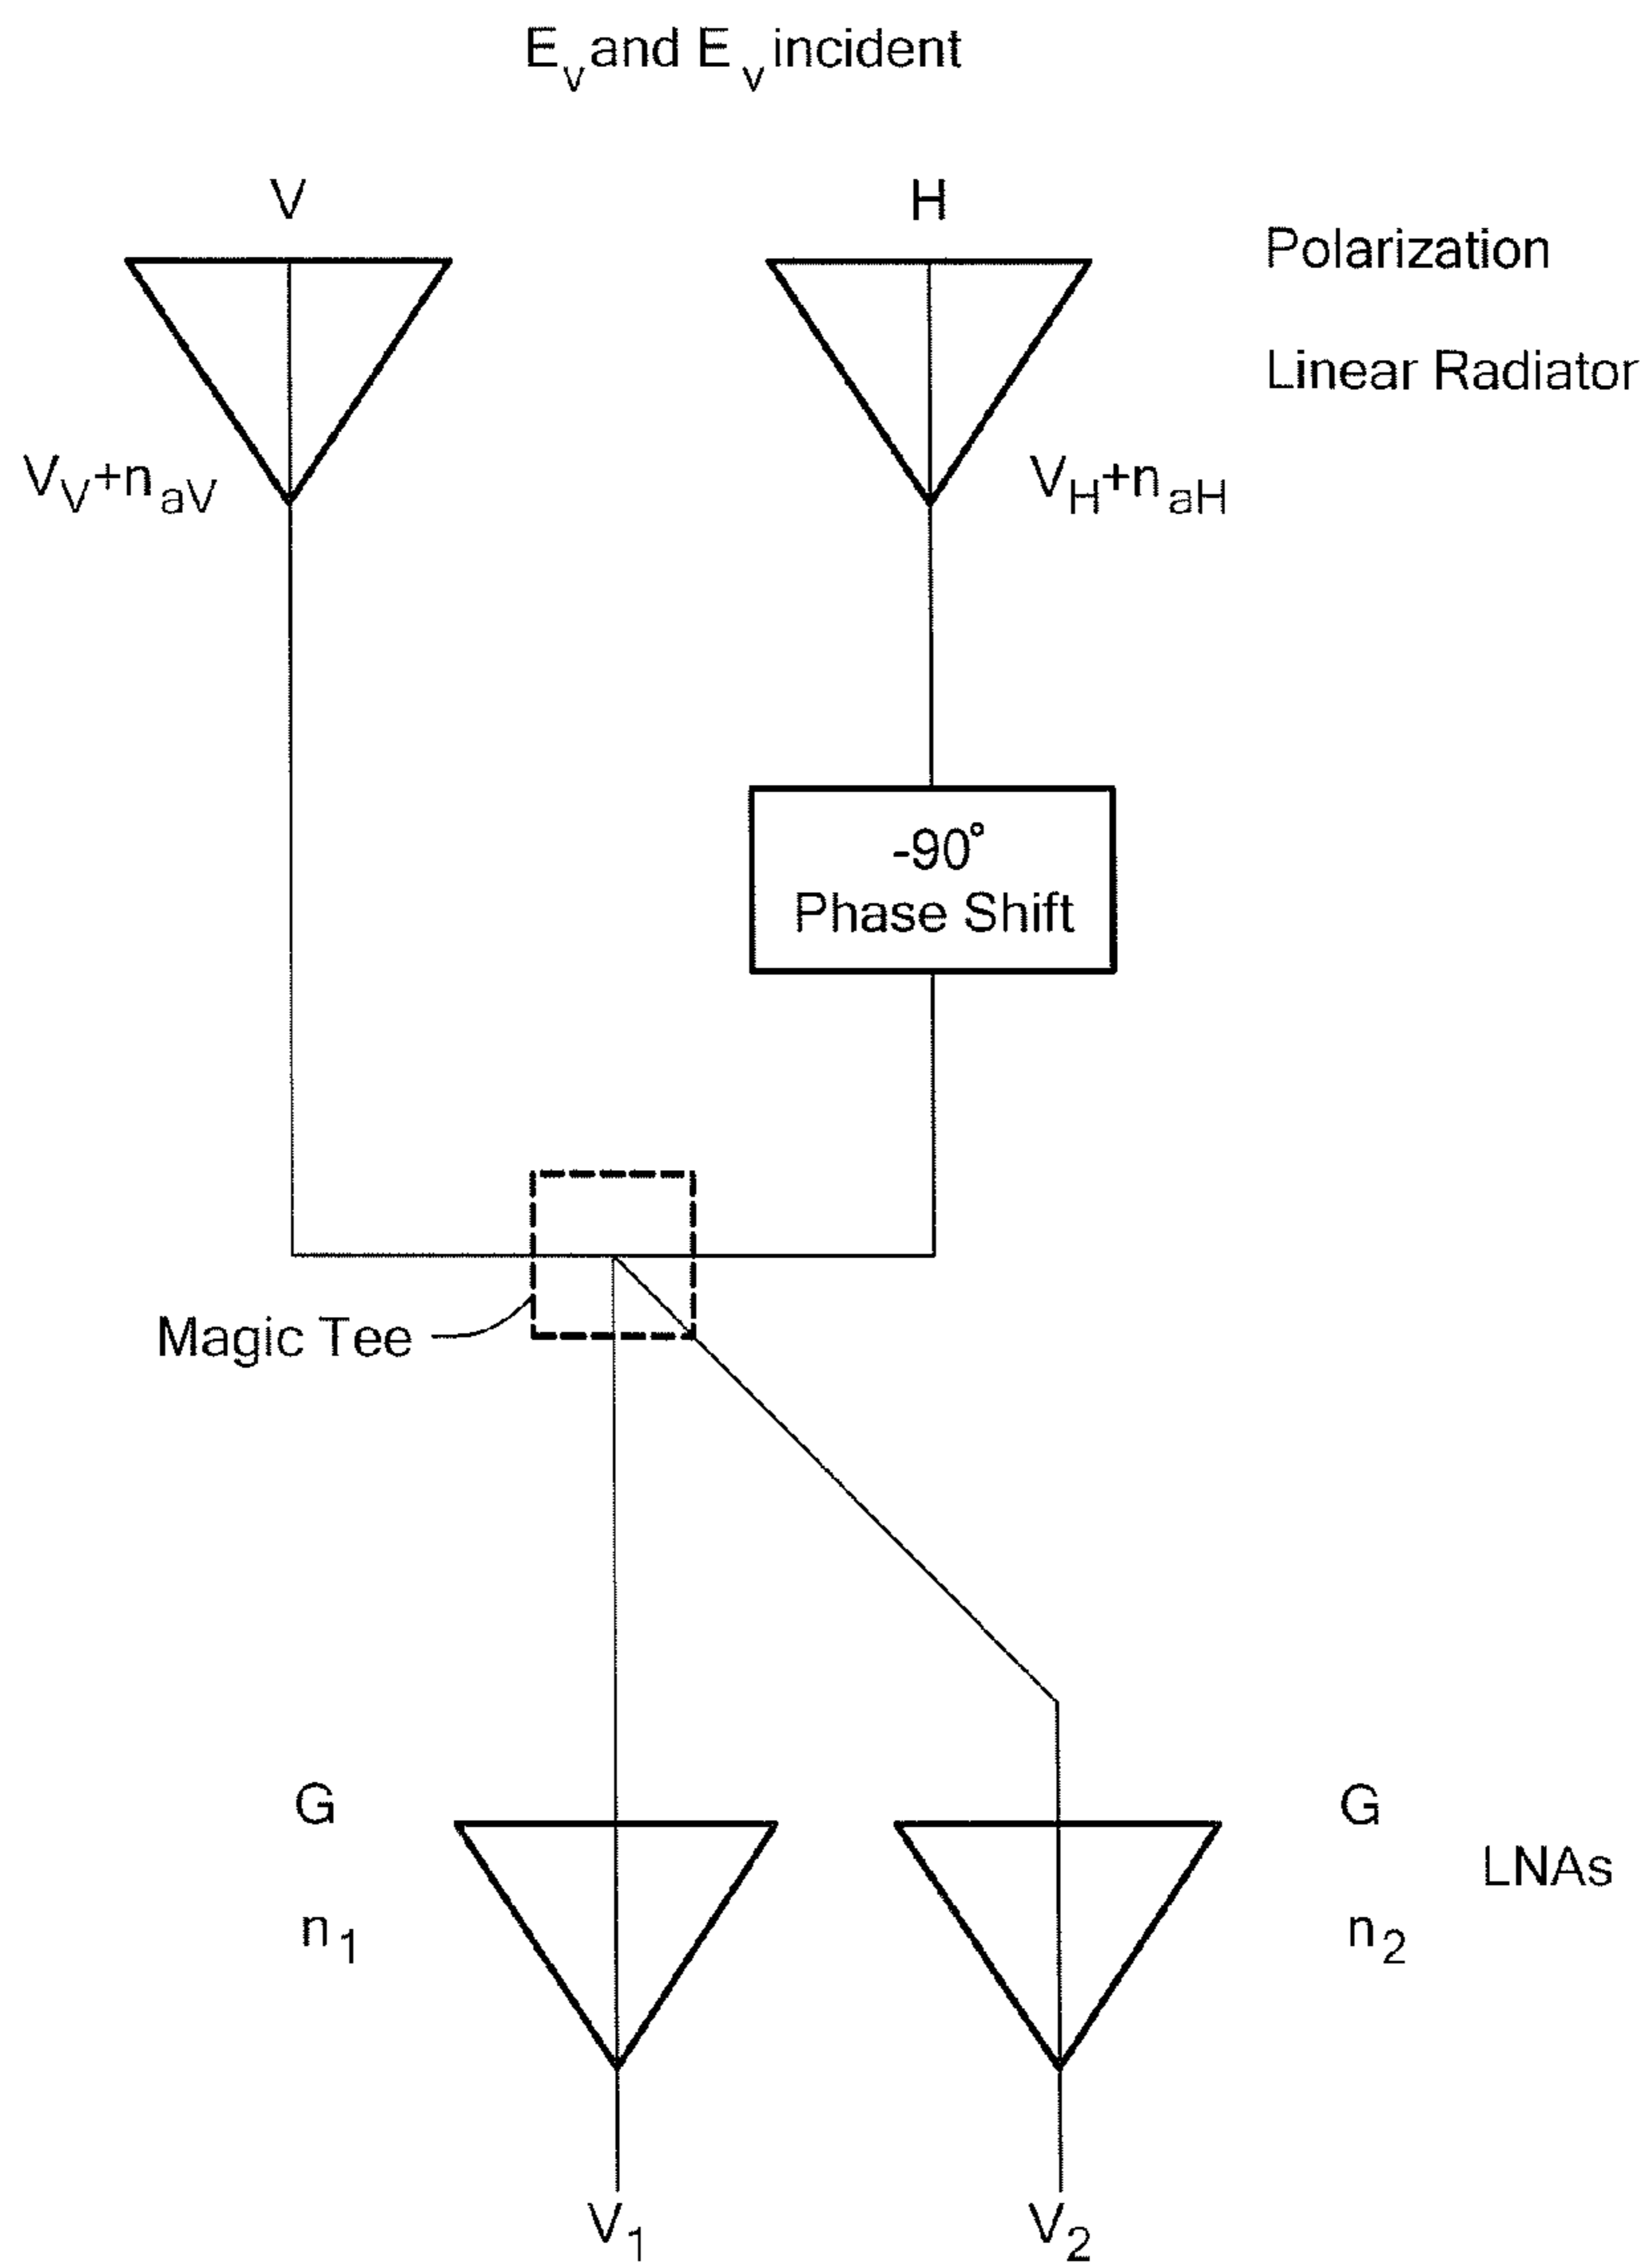 E_v and E_v incident
V
H
Polarization
Linear Radiator
V_V+n_aV
V_H+n_aH
-90°
Phase Shift
Magic Tee
G
G
LNAs
n_1
n_2
V_1
V_2